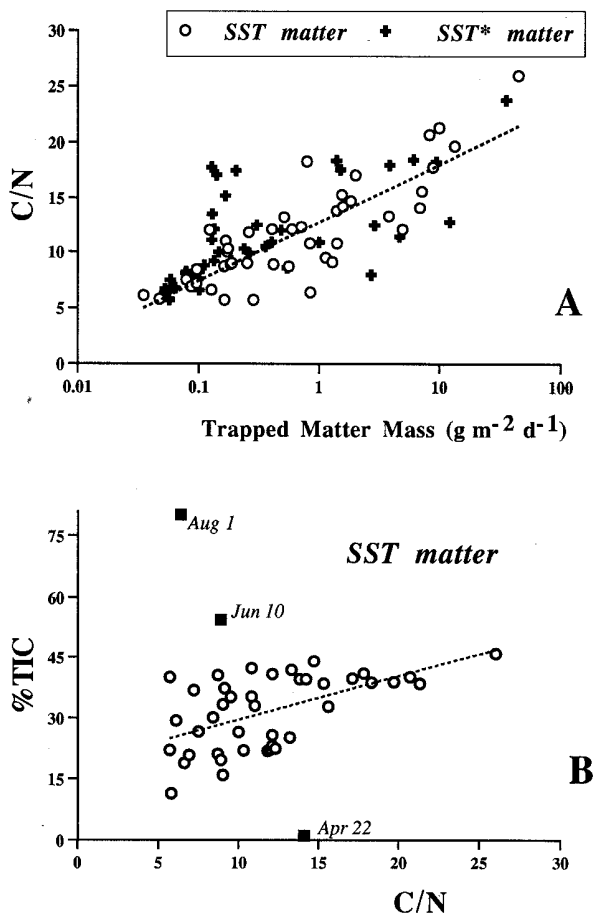 SST matter SST* matter
30
25
20
15
10
5
0
C/N
A
0.01 0.1 1 10 100
Trapped Matter Mass (g m-2 d-1)
75
60
45
30
15
0
%TIC
Aug 1
SST matter
Jun 10
B
Apr 22
0 5 10 15 20 25 30
C/N